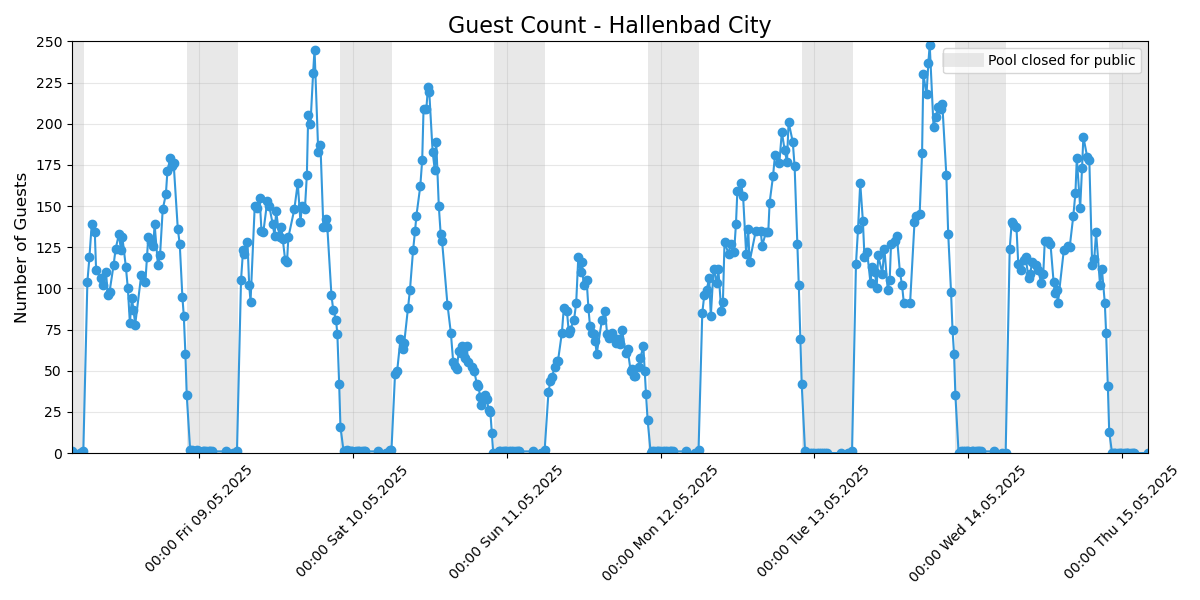 Guest Count - Hallenbad City
Pool closed for public
Number of Guests
250
225
200
175
150
125
100
75
50
25
0
00:00 Fri 09.05.2025
00:00 Sat 10.05.2025
00:00 Sun 11.05.2025
00:00 Mon 12.05.2025
00:00 Tue 13.05.2025
00:00 Wed 14.05.2025
00:00 Thu 15.05.2025